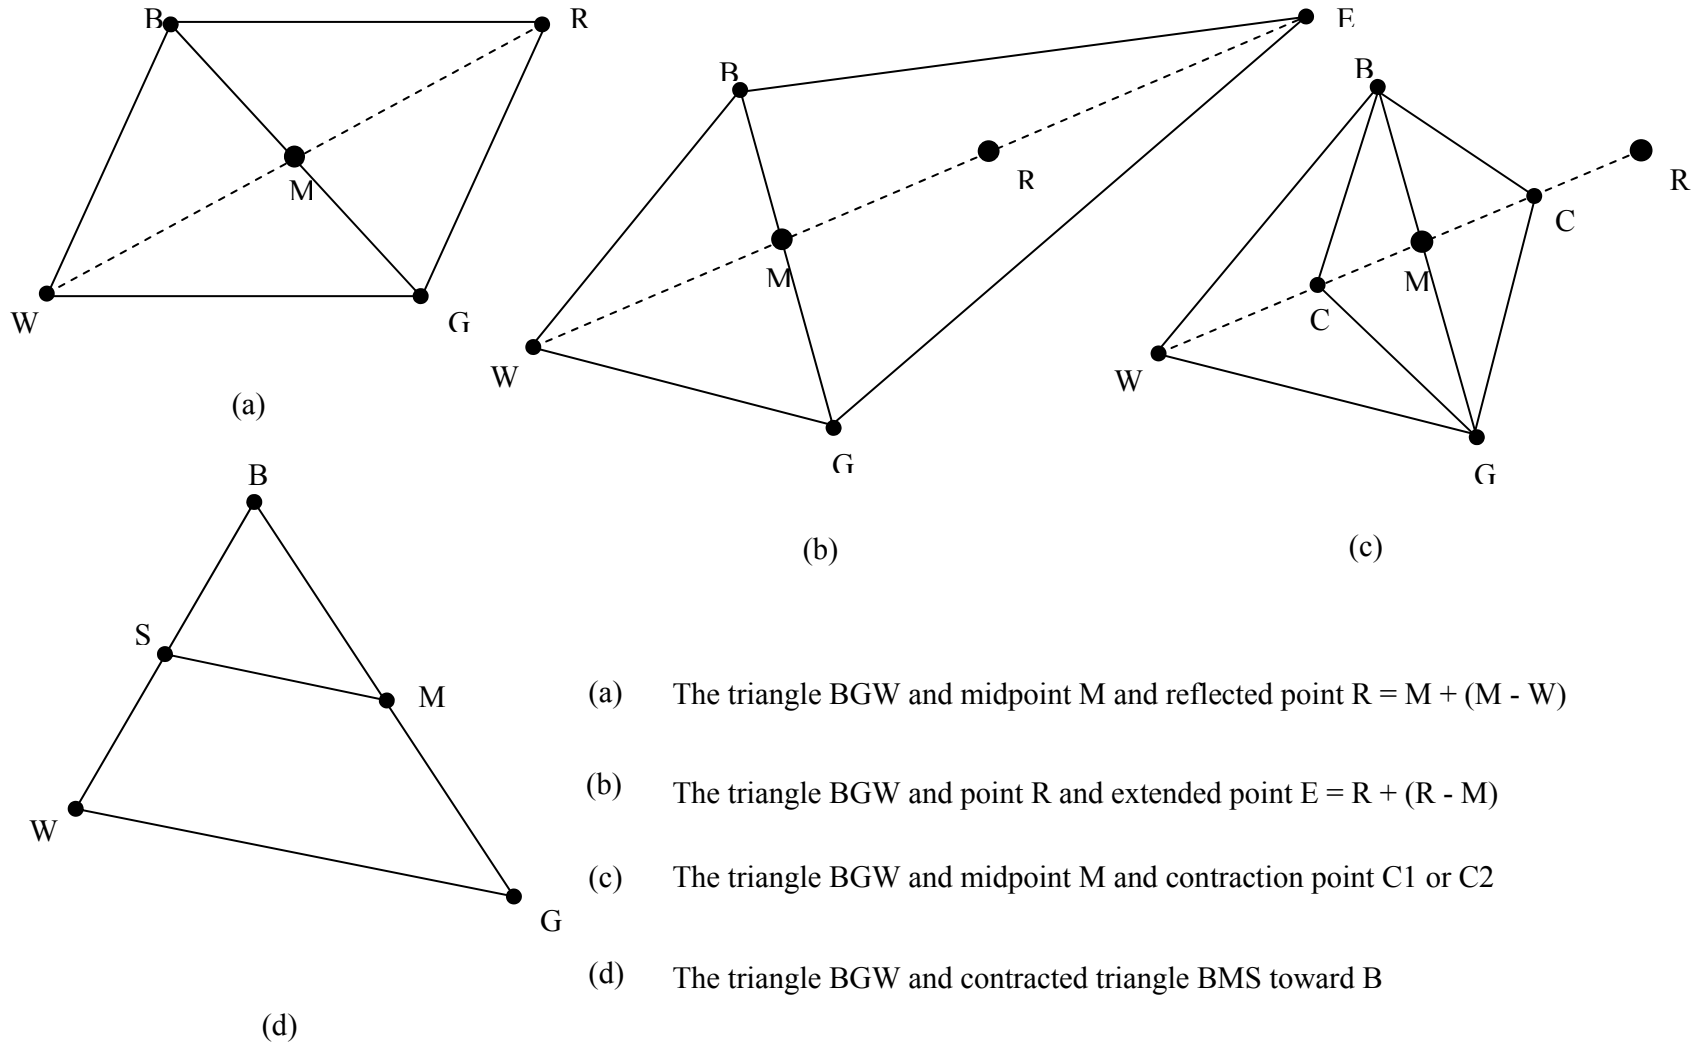 B
R
M
W
G
(a)
E
B
R
M
W
G
(b)
B
R
C
M
C
W
G
(c)
B
S
M
W
G
(d)
(a) The triangle BGW and midpoint M and reflected point R = M + (M - W)
(b) The triangle BGW and point R and extended point E = R + (R - M)
(c) The triangle BGW and midpoint M and contraction point C1 or C2
(d) The triangle BGW and contracted triangle BMS toward B